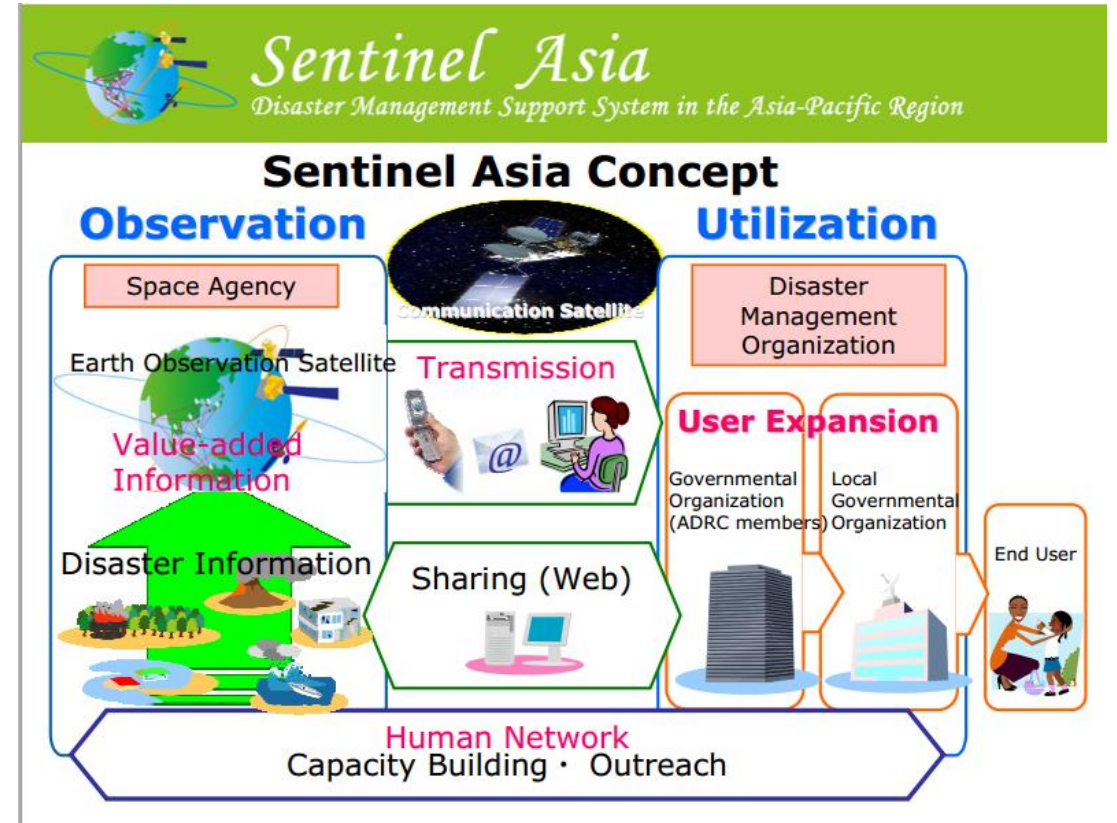 Sentinel Asia
Disaster Management Support System in the Asia-Pacific Region
Sentinel Asia Concept
Observation
Utilization
Communication Satellite
Space Agency
Earth Observation Satellite
Value-added
Information
Disaster Information
Transmission
@
Sharing (Web)
Disaster
Management
Organization
User Expansion
Governmental
Organization
(ADRC members)
Local
Governmental
Organization
End User
Human Network
Capacity Building · Outreach